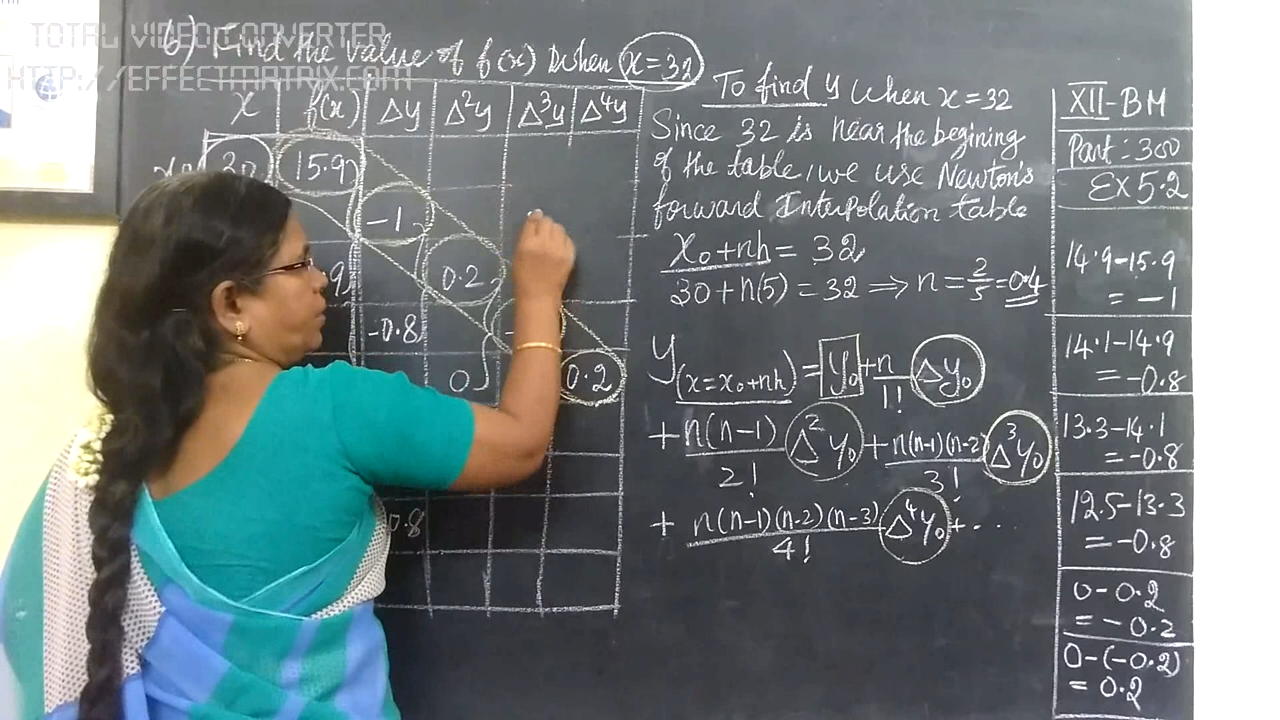 TOTAL VIDEO CONVERTER
HTTP://EFFECTMATRIX.COM
6) Find the value of f(x) when x=32
x f(x) Δy Δ²y Δ³y Δ⁴y
30 15.9
-1
0.2
-0.8
0 0.2
0.8
To find y when x=32
Since 32 is near the begining
of the table, we use Newton's
forward Interpolation table
x₀+nh = 32
30+n(5) = 32 ⟹ n = 2/5 = 0.4
y(x=x₀+nh) = y₀ + n/1! Δy₀
+ n(n-1)/2! Δ²y₀ + n(n-1)(n-2)/3! Δ³y₀
+ n(n-1)(n-2)(n-3)/4! Δ⁴y₀ + ....
XII-BM
Part: 300
EX 5.2
14.9-15.9
= -1
14.1-14.9
= -0.8
13.3-14.1
= -0.8
12.5-13.3
= -0.8
0-0.2
= -0.2
0-(-0.2)
= 0.2